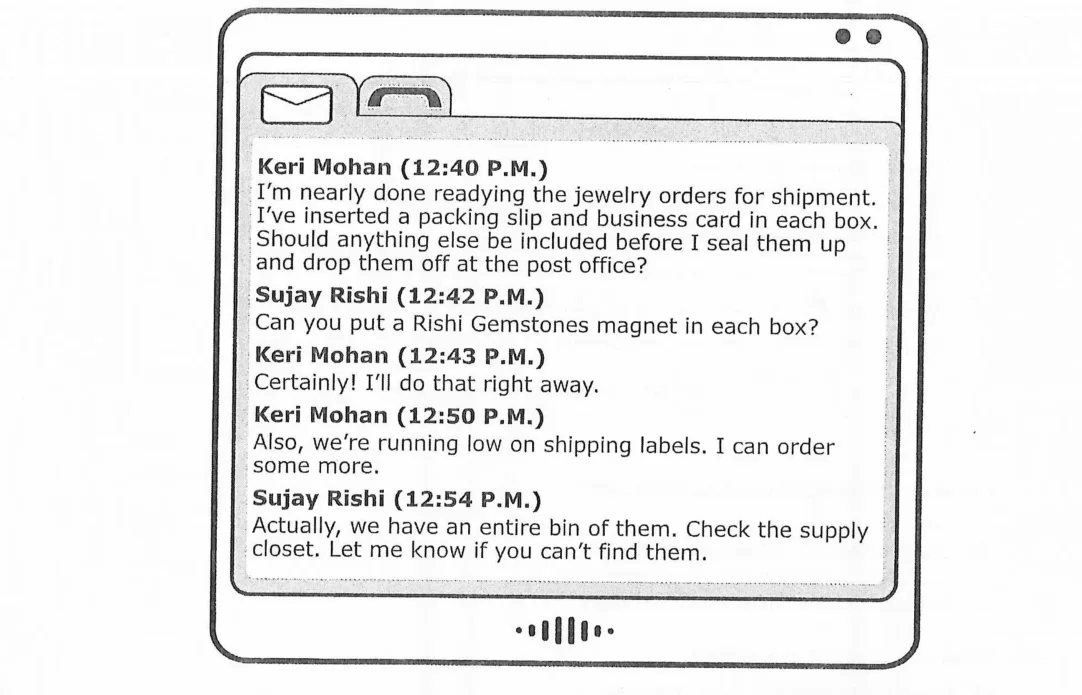 Keri Mohan (12:40 P.M.)
I'm nearly done readying the jewelry orders for shipment.
I've inserted a packing slip and business card in each box.
Should anything else be included before I seal them up
and drop them off at the post office?
Sujay Rishi (12:42 P.M.)
Can you put a Rishi Gemstones magnet in each box?
Keri Mohan (12:43 P.M.)
Certainly! I'll do that right away.
Keri Mohan (12:50 P.M.)
Also, we're running low on shipping labels. I can order
some more.
Sujay Rishi (12:54 P.M.)
Actually, we have an entire bin of them. Check the supply
closet. Let me know if you can't find them.